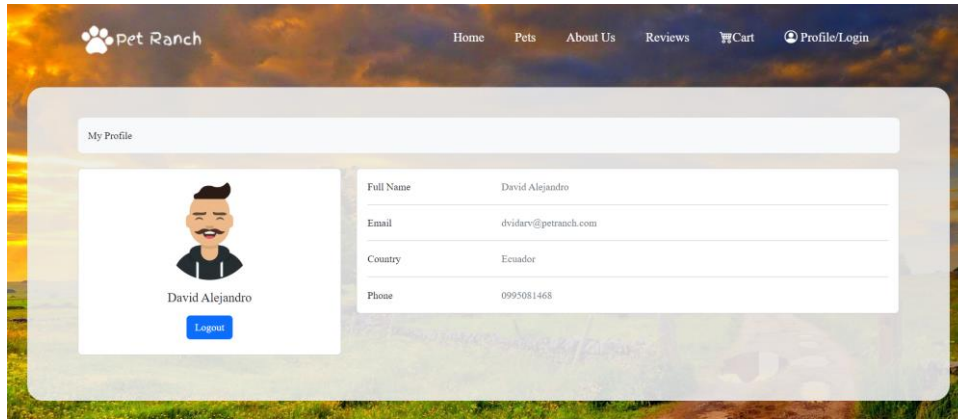 Pet Ranch Home Pets About Us Reviews Cart Profile/Login
My Profile
Full Name David Alejandro
Email dvidarv@petranch.com
Country Ecuador
Phone 0995081468
David Alejandro
Logout